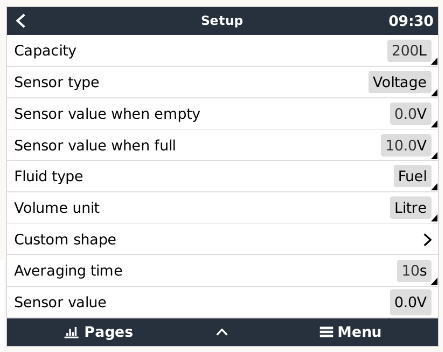 Setup 09:30
Capacity 200L
Sensor type Voltage
Sensor value when empty 0.0V
Sensor value when full 10.0V
Fluid type Fuel
Volume unit Litre
Custom shape
Averaging time 10s
Sensor value 0.0V
Pages Menu